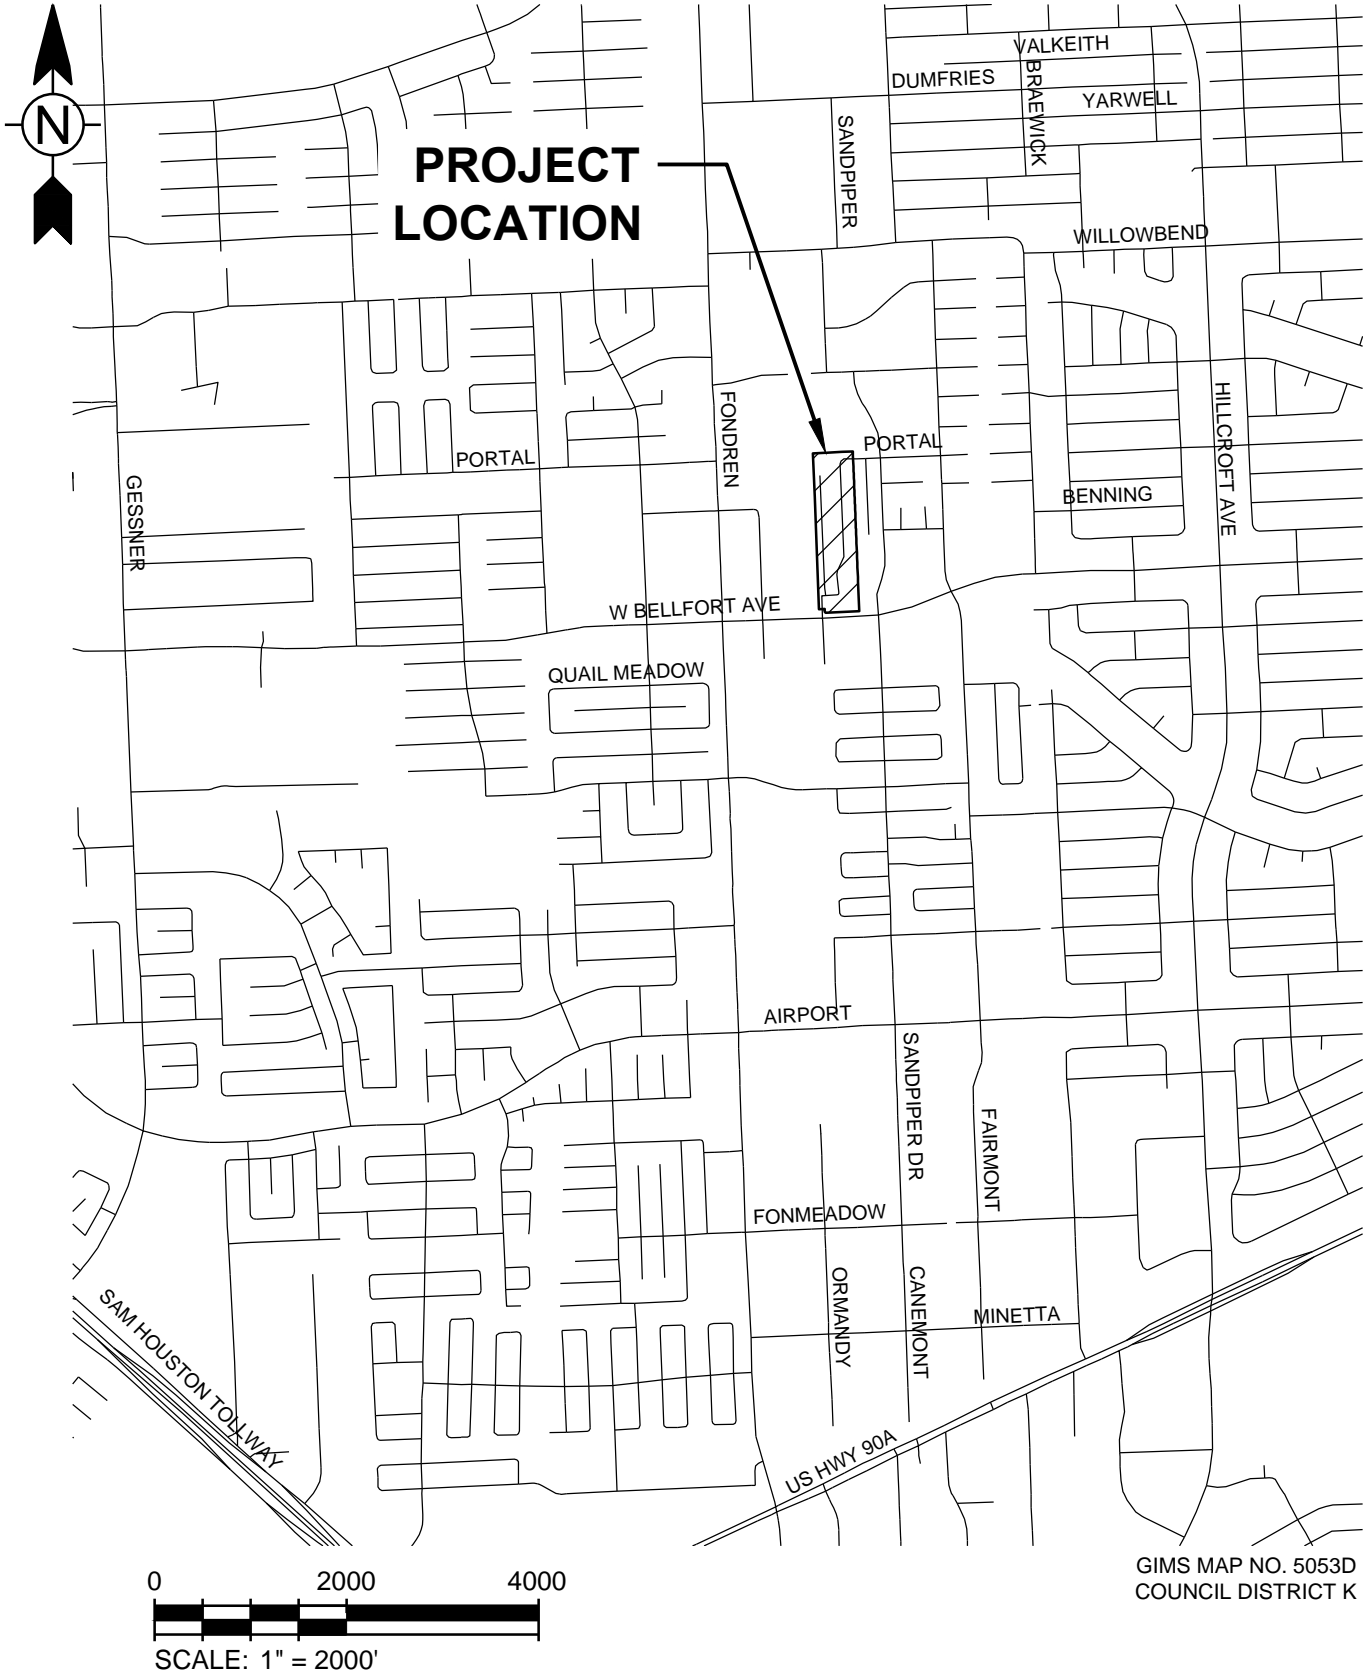 VALKEITH
DUMFRIES
BRAEWICK
YARWELL
N
SANDPIPER
PROJECT
LOCATION
WILLOWBEND
FONDREN
HILLCROFT AVE
PORTAL
PORTAL
GESSNER
BENNING
W BELLFORT AVE
QUAIL MEADOW
AIRPORT
SANDPIPER DR
FAIRMONT
FONMEADOW
ORMANDY
CANEMONT
MINETTA
SAM HOUSTON TOLLWAY
US HWY 90A
GIMS MAP NO. 5053D
COUNCIL DISTRICT K
0 2000 4000
SCALE: 1" = 2000'